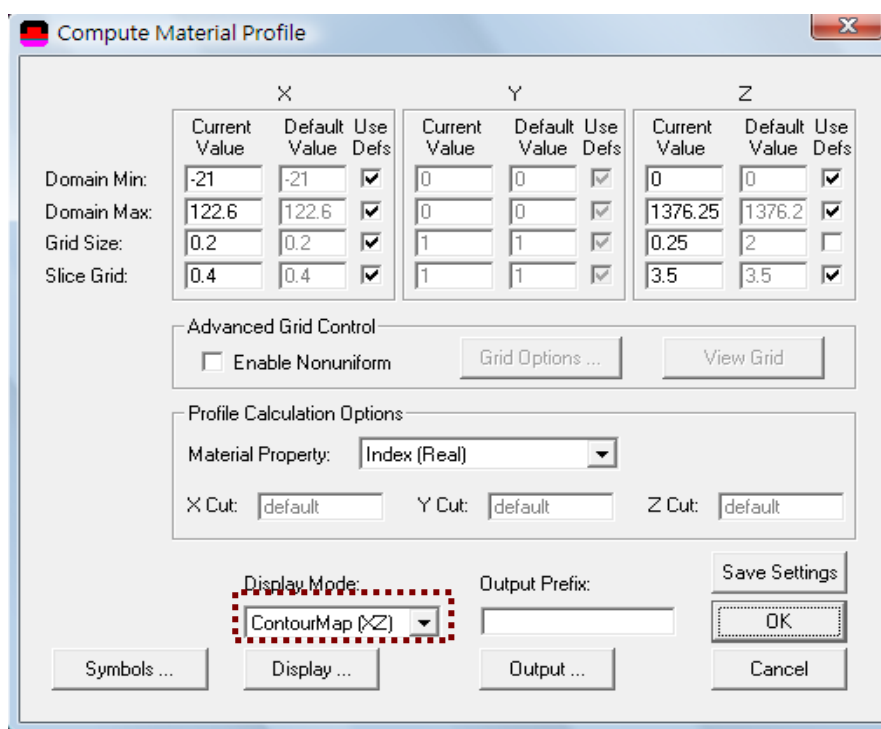 Compute Material Profile
X Y Z
Current Default Use Current Default Use Current Default Use
Value Value Defs Value Value Defs Value Value Defs
Domain Min: -21 -21 0 0 0 0
Domain Max: 122.6 122.6 0 0 1376.25 1376.2
Grid Size: 0.2 0.2 1 1 0.25 2
Slice Grid: 0.4 0.4 1 1 3.5 3.5
Advanced Grid Control
Enable Nonuniform Grid Options ... View Grid
Profile Calculation Options
Material Property: Index (Real)
X Cut: default Y Cut: default Z Cut: default
Display Mode: Output Prefix: Save Settings
ContourMap (XZ) OK
Symbols ... Display ... Output ... Cancel